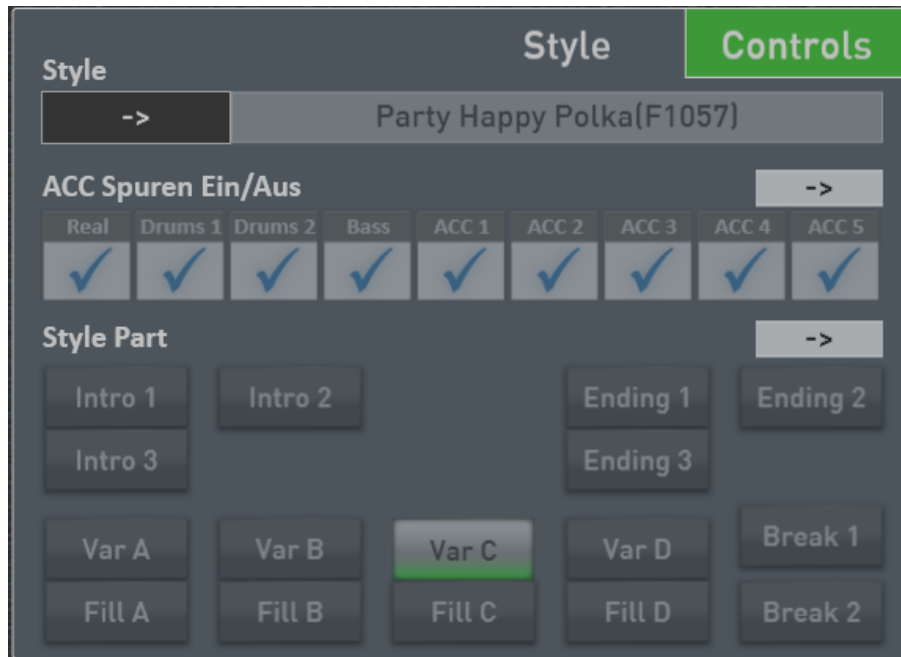 Style Controls
Style
-> Party Happy Polka(F1057)
ACC Spuren Ein/Aus ->
Real Drums 1 Drums 2 Bass ACC 1 ACC 2 ACC 3 ACC 4 ACC 5
Style Part ->
Intro 1 Intro 2 Ending 1 Ending 2
Intro 3 Ending 3
Var A Var B Var C Var D Break 1
Fill A Fill B Fill C Fill D Break 2